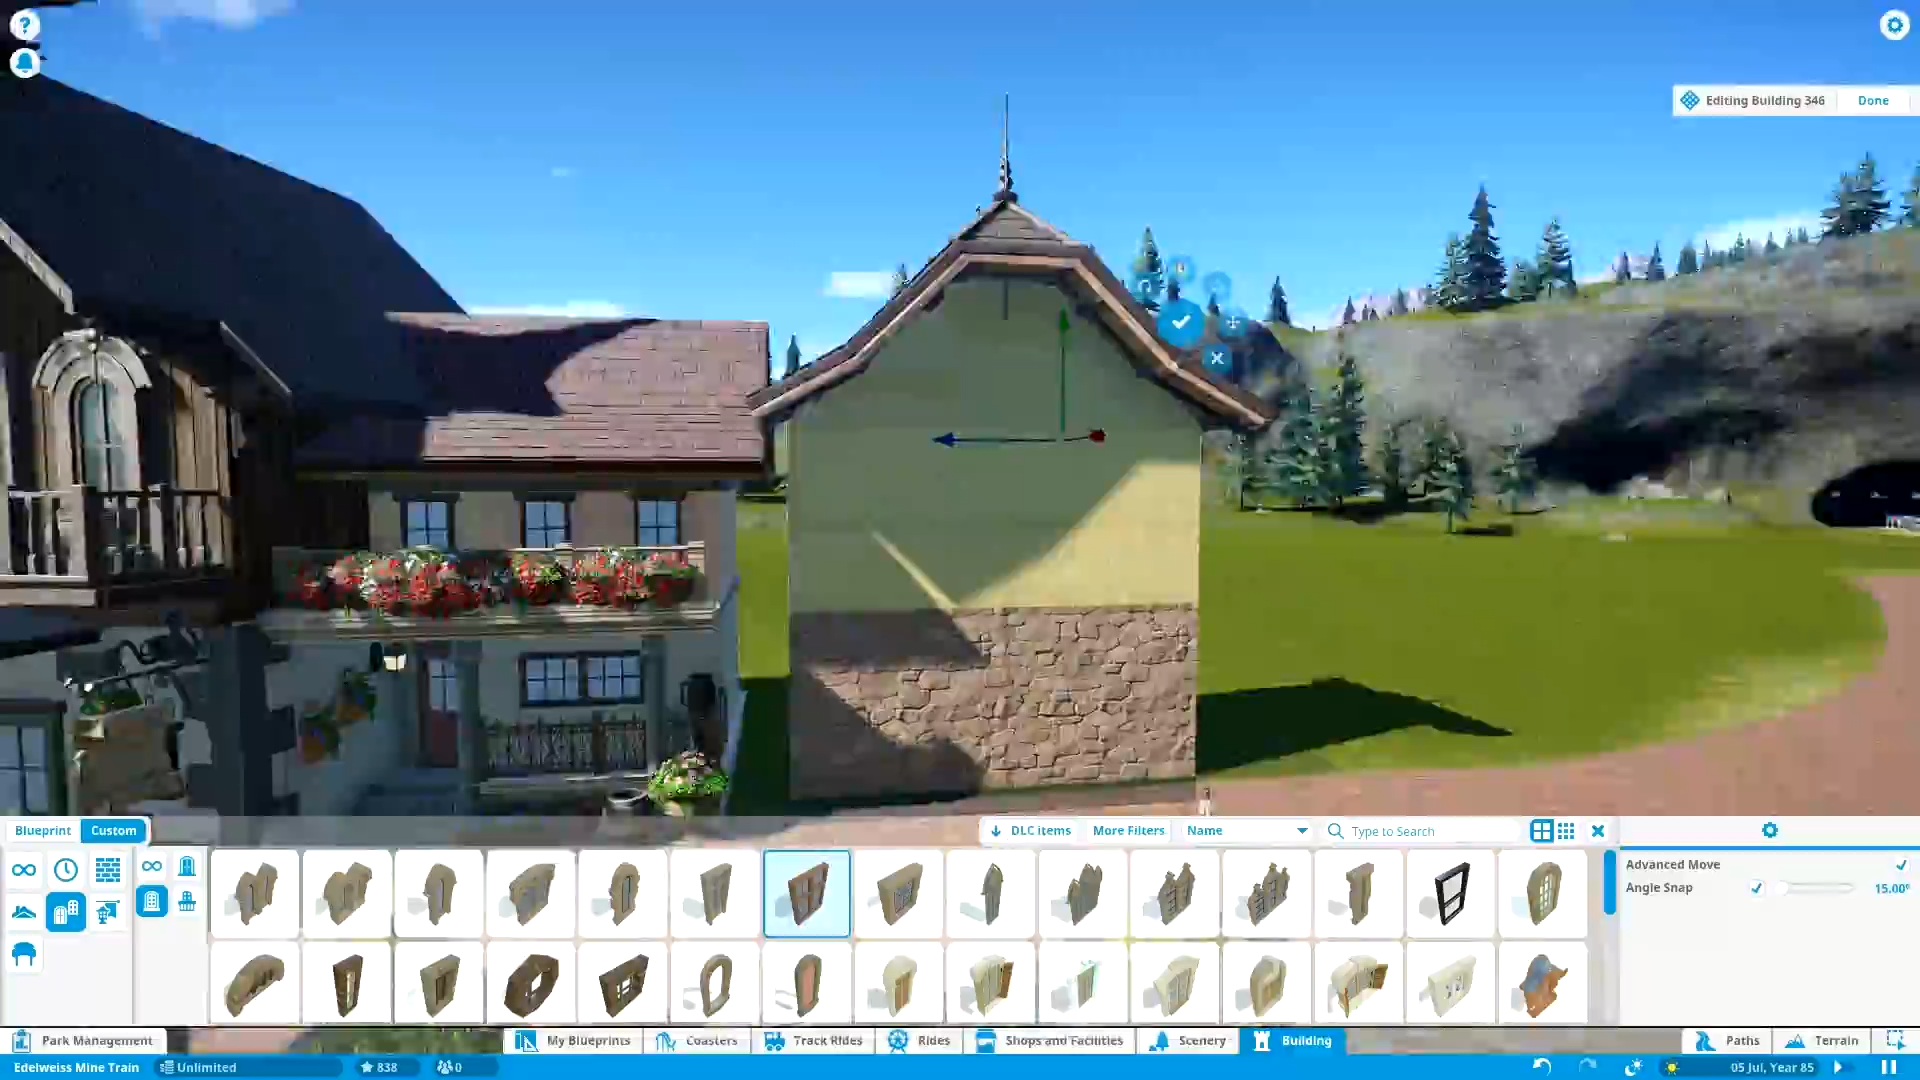 ?
Editing Building 346 Done
Blueprint Custom
DLC items More Filters Name Type to Search
Advanced Move
Angle Snap 15.00°
Park Management My Blueprints Coasters Track Rides Rides Shops and Facilities Scenery Building Paths Terrain
Edelweiss Mine Train Unlimited 838 0 05 Jul, Year 85